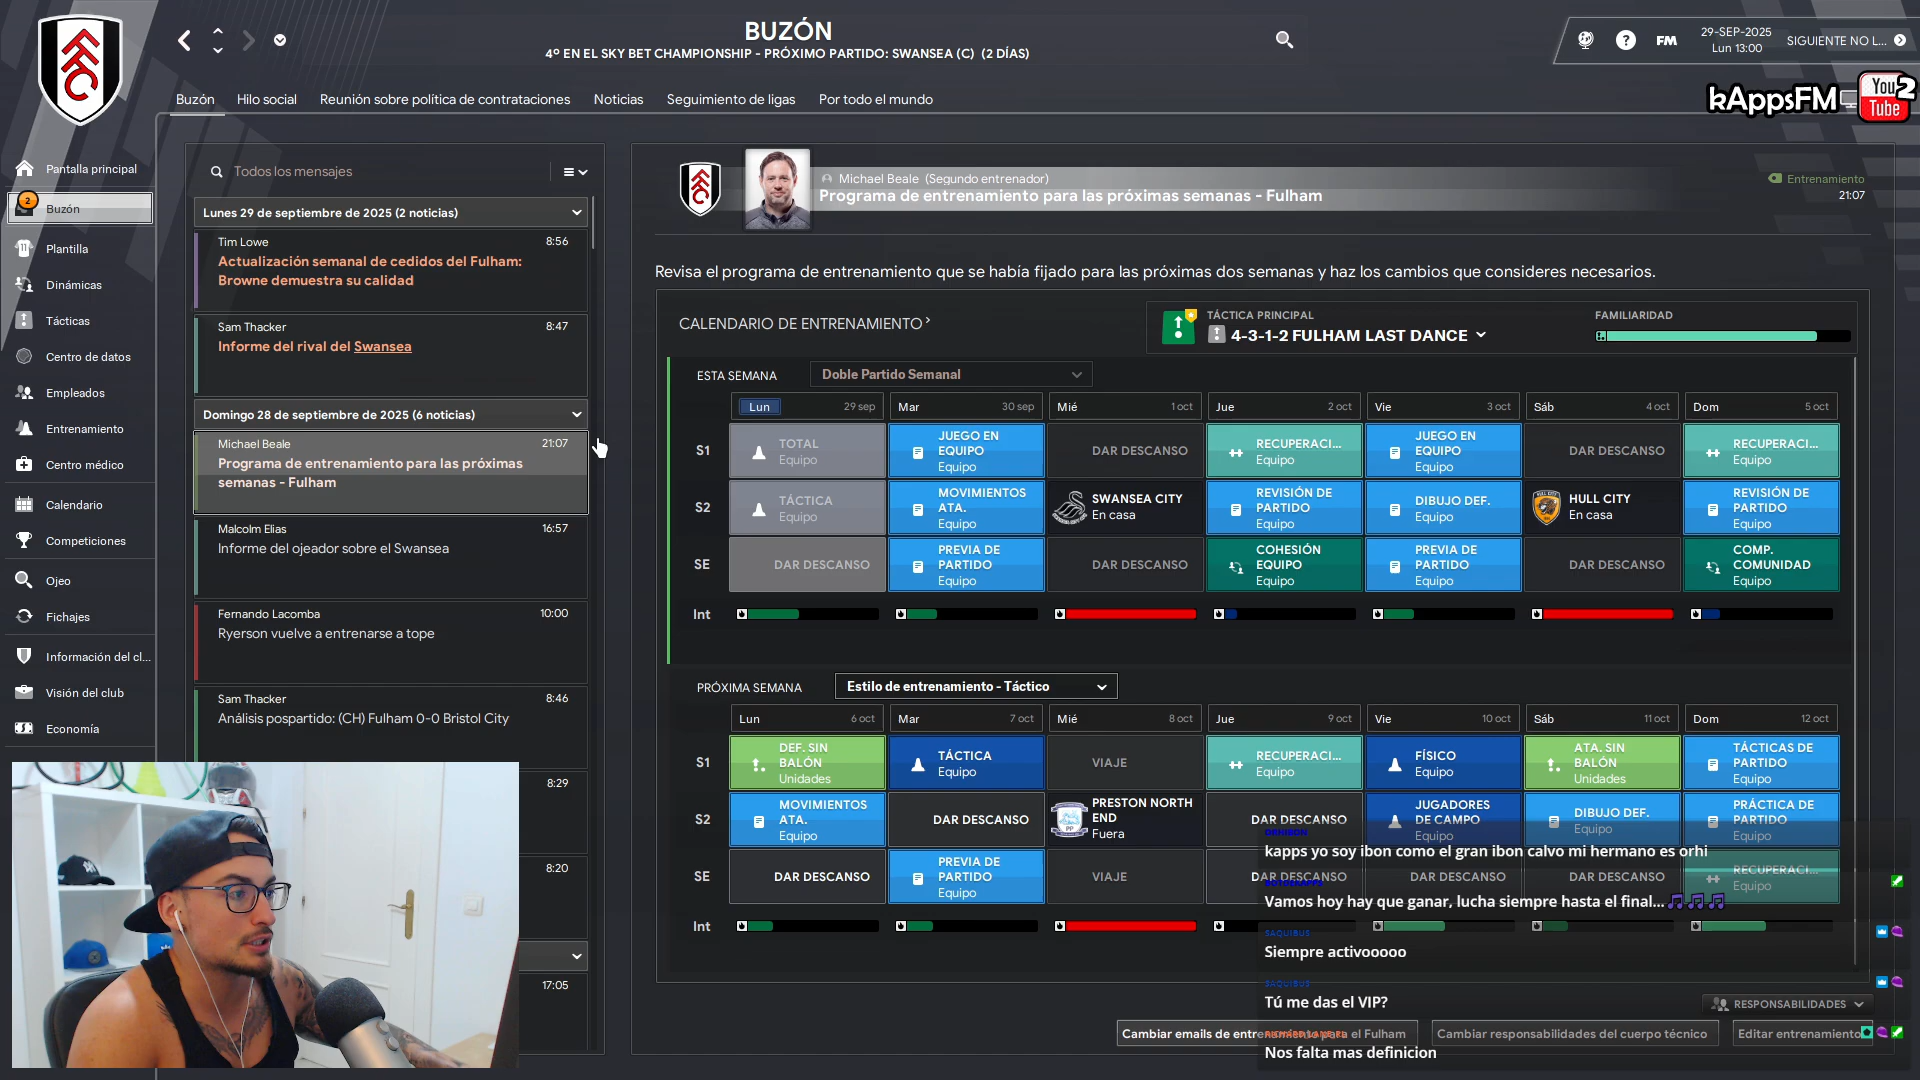 BUZÓN
4º EN EL SKY BET CHAMPIONSHIP - PRÓXIMO PARTIDO: SWANSEA (C) (2 DÍAS)
FM
29-SEP-2025
Lun 13:00
SIGUIENTE NO L...
kAppsFM
You2
Tube
Buzón
Hilo social
Reunión sobre política de contrataciones
Noticias
Seguimiento de ligas
Por todo el mundo
Pantalla principal
2
Buzón
Plantilla
Dinámicas
Tácticas
Centro de datos
Empleados
Entrenamiento
Centro médico
Calendario
Competiciones
Ojeo
Fichajes
Información del cl...
Visión del club
Economía
Todos los mensajes
Lunes 29 de septiembre de 2025 (2 noticias)
Tim Lowe 8:56
Actualización semanal de cedidos del Fulham:
Browne demuestra su calidad
Sam Thacker 8:47
Informe del rival del Swansea
Domingo 28 de septiembre de 2025 (6 noticias)
Michael Beale 21:07
Programa de entrenamiento para las próximas
semanas - Fulham
Malcolm Elias 16:57
Informe del ojeador sobre el Swansea
Fernando Lacomba 10:00
Ryerson vuelve a entrenarse a tope
Sam Thacker 8:46
Análisis pospartido: (CH) Fulham 0-0 Bristol City
8:29
8:20
17:05
Michael Beale (Segundo entrenador)
Programa de entrenamiento para las próximas semanas - Fulham
Entrenamiento
21:07
Revisa el programa de entrenamiento que se había fijado para las próximas dos semanas y haz los cambios que consideres necesarios.
CALENDARIO DE ENTRENAMIENTO
TÁCTICA PRINCIPAL
4-3-1-2 FULHAM LAST DANCE
FAMILIARIDAD
ESTA SEMANA
Doble Partido Semanal
Lun 29 sep
Mar 30 sep
Mié 1 oct
Jue 2 oct
Vie 3 oct
Sáb 4 oct
Dom 5 oct
S1
TOTAL
Equipo
JUEGO EN
EQUIPO
Equipo
DAR DESCANSO
RECUPERACI...
Equipo
JUEGO EN
EQUIPO
Equipo
DAR DESCANSO
RECUPERACI...
Equipo
S2
TÁCTICA
Equipo
MOVIMIENTOS
ATA.
Equipo
SWANSEA CITY
En casa
REVISIÓN DE
PARTIDO
Equipo
DIBUJO DEF.
Equipo
HULL CITY
En casa
REVISIÓN DE
PARTIDO
Equipo
SE
DAR DESCANSO
PREVIA DE
PARTIDO
Equipo
DAR DESCANSO
COHESIÓN
EQUIPO
Equipo
PREVIA DE
PARTIDO
Equipo
DAR DESCANSO
COMP.
COMUNIDAD
Equipo
Int
PRÓXIMA SEMANA
Estilo de entrenamiento - Táctico
Lun 6 oct
Mar 7 oct
Mié 8 oct
Jue 9 oct
Vie 10 oct
Sáb 11 oct
Dom 12 oct
S1
DEF. SIN
BALÓN
Unidades
TÁCTICA
Equipo
VIAJE
RECUPERACI...
Equipo
FÍSICO
Equipo
ATA. SIN
BALÓN
Unidades
TÁCTICAS DE
PARTIDO
Equipo
S2
MOVIMIENTOS
ATA.
Equipo
DAR DESCANSO
PRESTON NORTH
END
Fuera
DAR DESCANSO
JUGADORES
DE CAMPO
Equipo
DIBUJO DEF.
Equipo
PRÁCTICA DE
PARTIDO
Equipo
SE
DAR DESCANSO
PREVIA DE
PARTIDO
Equipo
VIAJE
DAR DESCANSO
DAR DESCANSO
DAR DESCANSO
RECUPERACI...
Equipo
Int
kapps yo soy ibon como el gran ibon calvo mi hermano es orhi
Vamos hoy hay que ganar, lucha siempre hasta el final...
SAQUIBUS
Siempre activooooo
SAQUIBUS
Tú me das el VIP?
Nos falta mas definicion
RESPONSABILIDADES
Cambiar emails de entrenamiento para el Fulham
Cambiar responsabilidades del cuerpo técnico
Editar entrenamiento